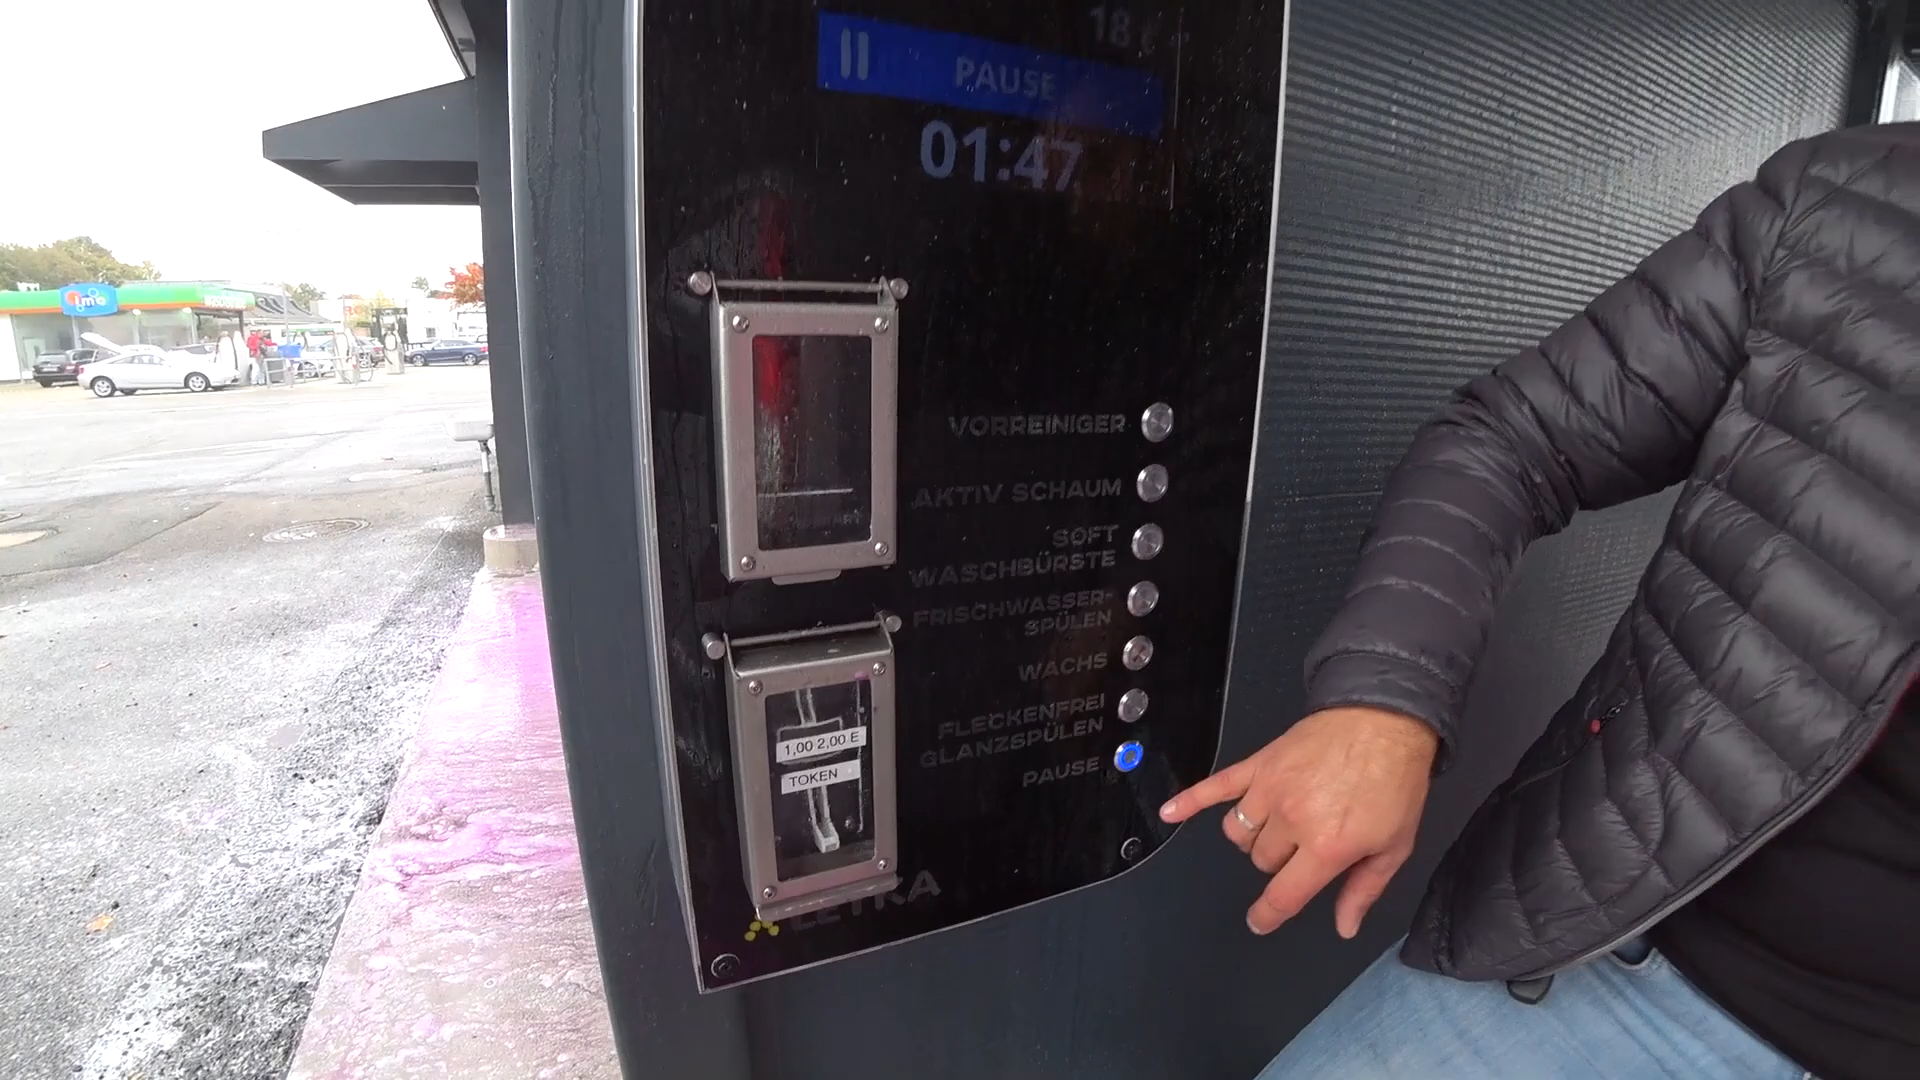 18
PAUSE
01:47
imo
VORREINIGER
AKTIV SCHAUM
SOFT
WASCHBÜRSTE
FRISCHWASSER-
SPÜLEN
WACHS
FLECKENFREI
GLANZSPÜLEN
PAUSE
1,00 2,00 E
TOKEN